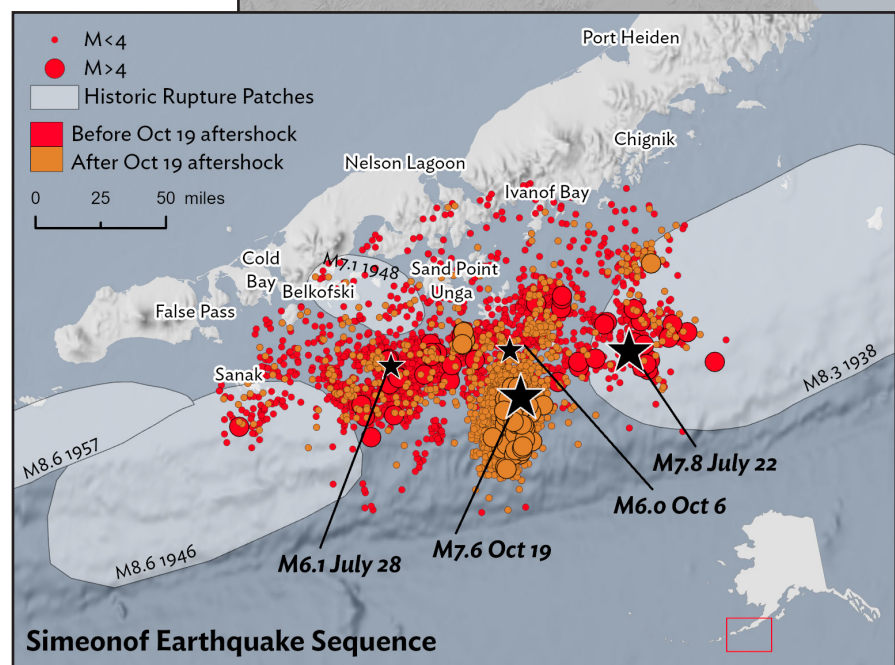 Port Heiden
M<4
M>4
Historic Rupture Patches
Before Oct 19 aftershock
After Oct 19 aftershock
Chignik
Nelson Lagoon
0 25 50 miles
Ivanof Bay
Cold
Bay
M7.1 1948
Sand Point
Unga
Belkofski
False Pass
Sanak
M8.3 1938
M8.6 1957
M7.8 July 22
M6.0 Oct 6
M7.6 Oct 19
M6.1 July 28
M8.6 1946
Simeonof Earthquake Sequence